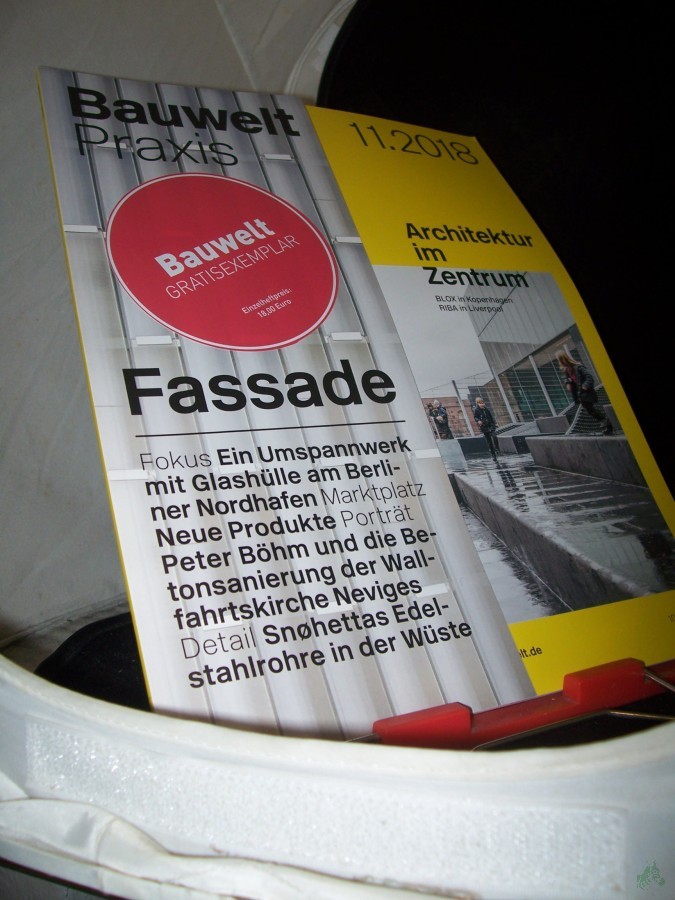 Bauwelt
Praxis
Bauwelt
GRATISEXEMPLAR
Einzelheftpreis:
18,00 Euro
Fassade
Fokus Ein Umspannwerk
mit Glashülle am Berli-
ner Nordhafen Marktplatz
Neue Produkte Porträt
Peter Böhm und die Be-
tonsanierung der Wall-
fahrtskirche Neviges
Detail Snøhettas Edel-
stahlrohre in der Wüste
11.2018
Architektur
im
Zentrum
BLOX in Kopenhagen
RIBA in Liverpool
lt.de